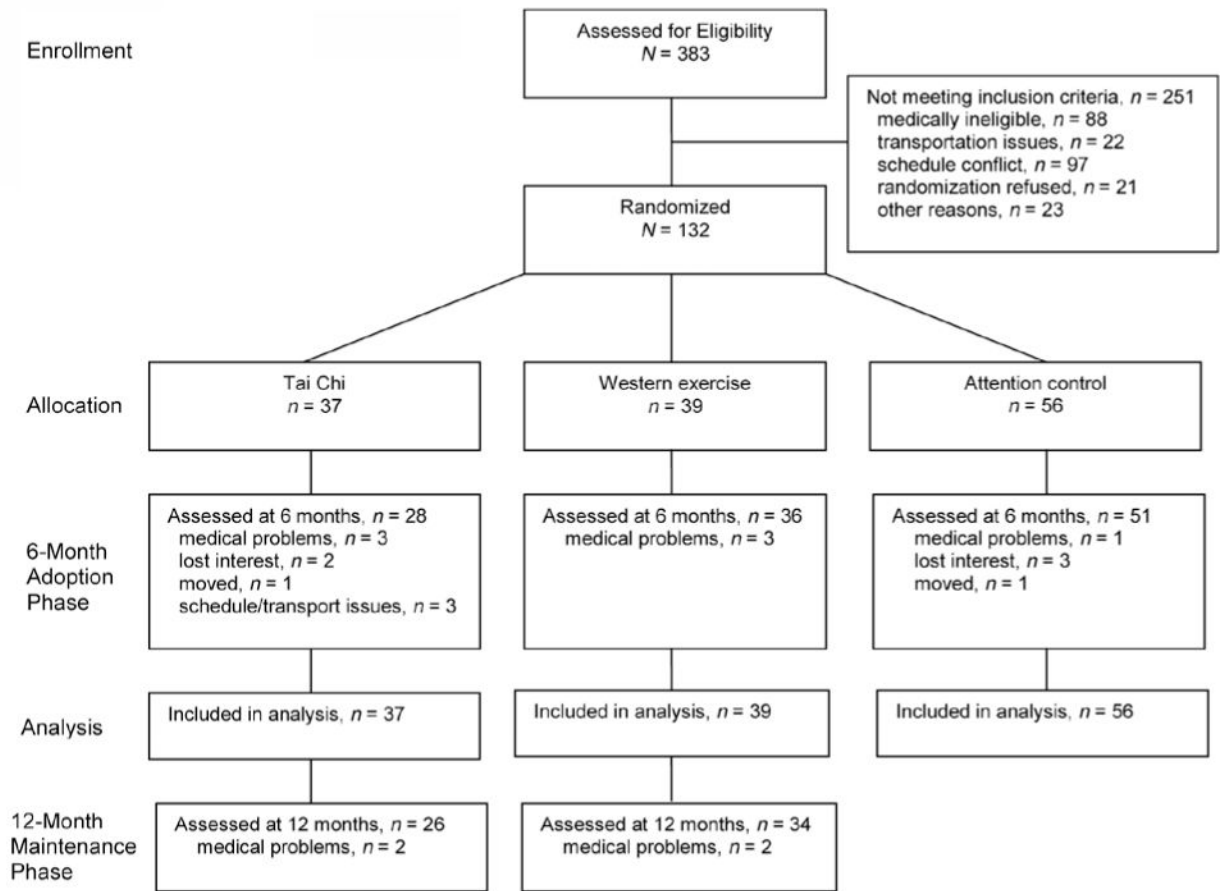 Enrollment
Assessed for Eligibility
N = 383
Not meeting inclusion criteria, n = 251
medically ineligible, n = 88
transportation issues, n = 22
schedule conflict, n = 97
randomization refused, n = 21
other reasons, n = 23
Randomized
N = 132
Allocation
Tai Chi
n = 37
Western exercise
n = 39
Attention control
n = 56
6-Month
Adoption
Phase
Assessed at 6 months, n = 28
medical problems, n = 3
lost interest, n = 2
moved, n = 1
schedule/transport issues, n = 3
Assessed at 6 months, n = 36
medical problems, n = 3
Assessed at 6 months, n = 51
medical problems, n = 1
lost interest, n = 3
moved, n = 1
Analysis
Included in analysis, n = 37
Included in analysis, n = 39
Included in analysis, n = 56
12-Month
Maintenance
Phase
Assessed at 12 months, n = 26
medical problems, n = 2
Assessed at 12 months, n = 34
medical problems, n = 2